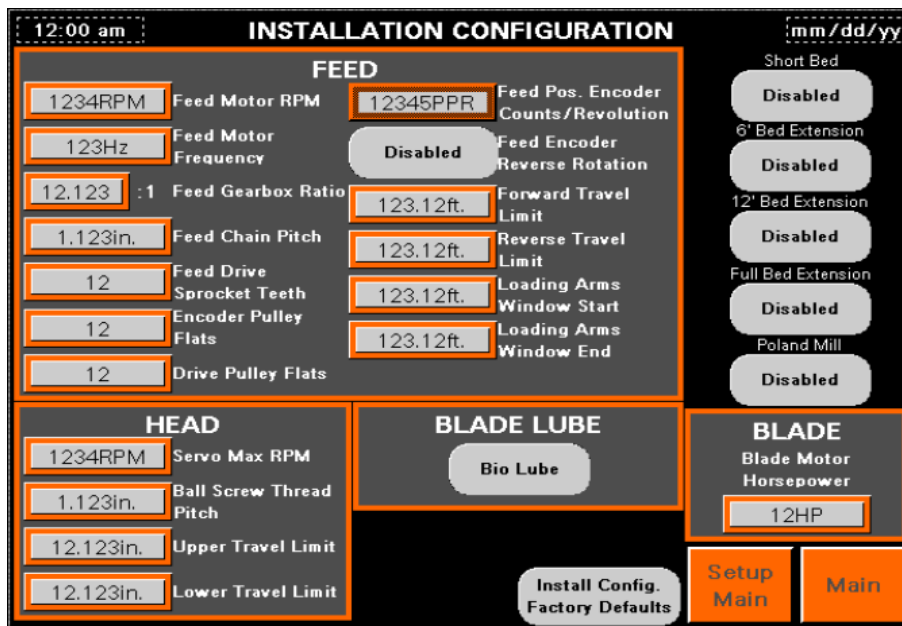 12:00 am
INSTALLATION CONFIGURATION
mm/dd/yy
FEED
1234RPM
Feed Motor RPM
123Hz
Feed Motor
Frequency
12.123
:1
Feed Gearbox Ratio
1.123in.
Feed Chain Pitch
12
Feed Drive
Sprocket Teeth
12
Encoder Pulley
Flats
12
Drive Pulley Flats
12345PPR
Feed Pos. Encoder
Counts/Revolution
Disabled
Feed Encoder
Reverse Rotation
123.12ft.
Forward Travel
Limit
123.12ft.
Reverse Travel
Limit
123.12ft.
Loading Arms
Window Start
123.12ft.
Loading Arms
Window End
Short Bed
Disabled
6' Bed Extension
Disabled
12' Bed Extension
Disabled
Full Bed Extension
Disabled
Poland Mill
Disabled
HEAD
1234RPM
Servo Max RPM
1.123in.
Ball Screw Thread
Pitch
12.123in.
Upper Travel Limit
12.123in.
Lower Travel Limit
BLADE LUBE
Bio Lube
BLADE
Blade Motor
Horsepower
12HP
Install Config.
Factory Defaults
Setup
Main
Main